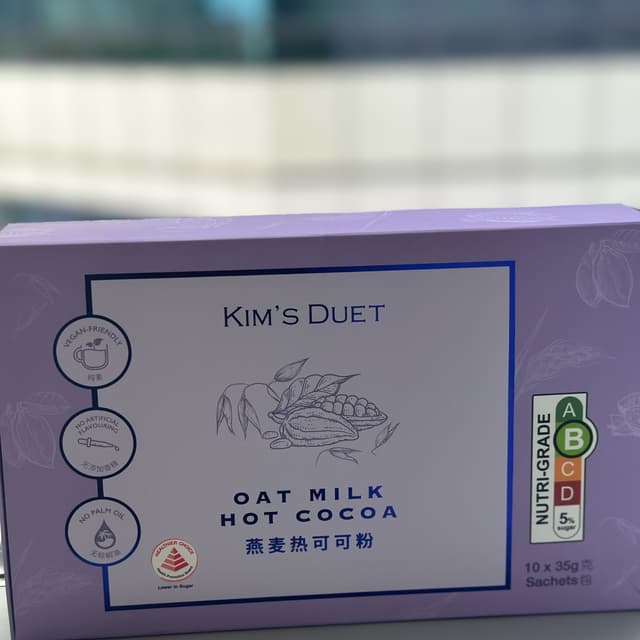 KIM'S DUET
VEGAN-FRIENDLY
纯素
NO ARTIFICIAL
FLAVOURING
无添加香精
NO PALM OIL
无棕榈油
HEALTHIER CHOICE
Lower in Sugar
OAT MILK
HOT COCOA
燕麦热可可粉
NUTRI-GRADE
A
B
C
D
5%
sugar
10 x 35g 克
Sachets 包